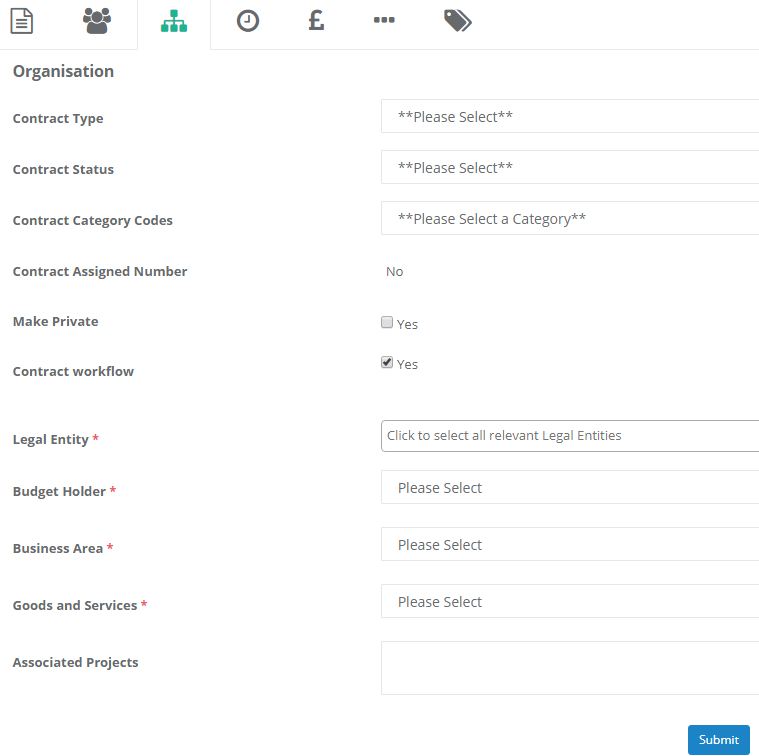 Organisation
Contract Type **Please Select**
Contract Status **Please Select**
Contract Category Codes **Please Select a Category**
Contract Assigned Number No
Make Private Yes
Contract workflow Yes
Legal Entity * Click to select all relevant Legal Entities
Budget Holder * Please Select
Business Area * Please Select
Goods and Services * Please Select
Associated Projects
Submit